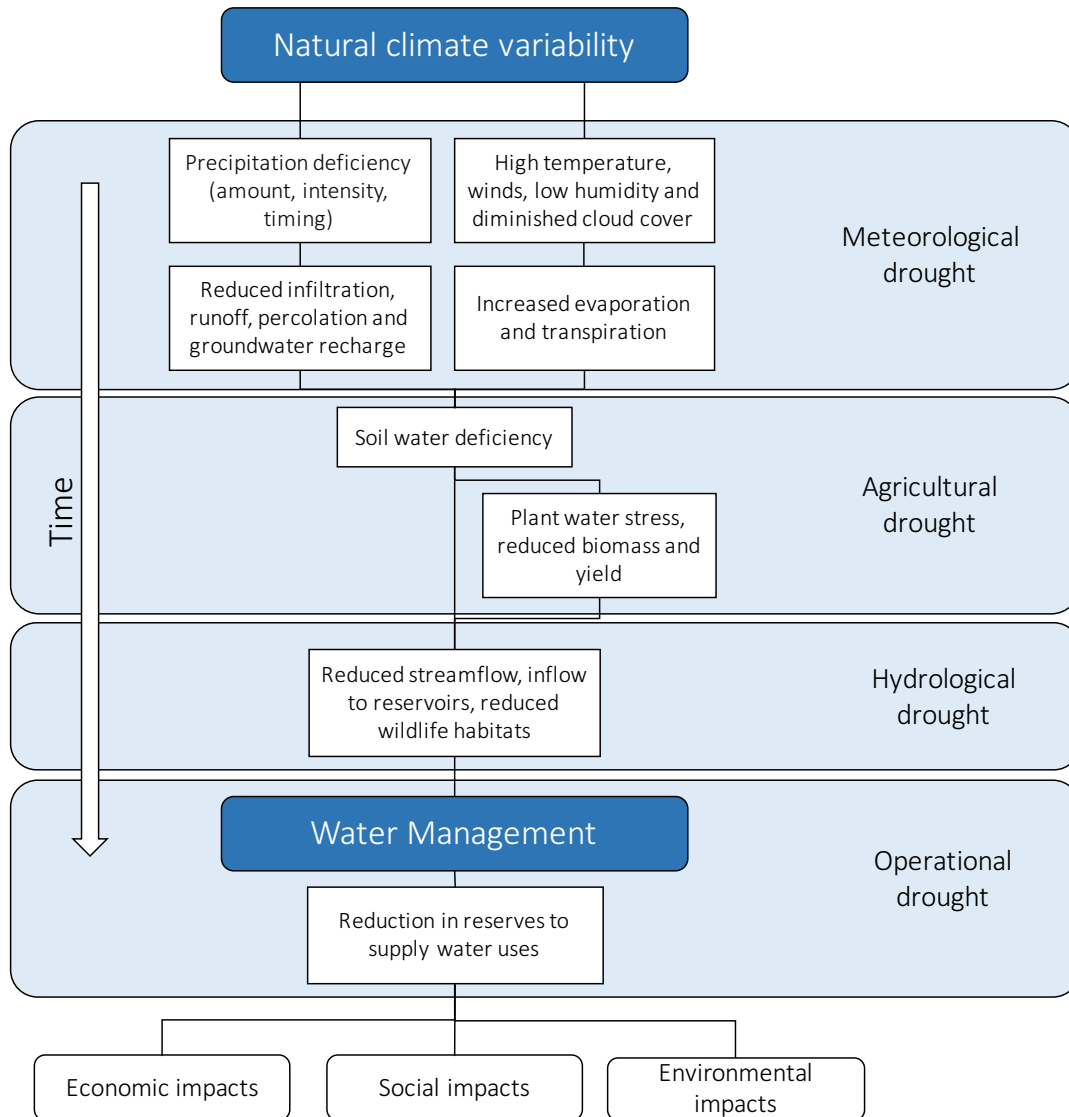 Natural climate variability
Precipitation deficiency
(amount, intensity,
timing)
High temperature,
winds, low humidity and
diminished cloud cover
Meteorological
drought
Reduced infiltration,
runoff, percolation and
groundwater recharge
Increased evaporation
and transpiration
Time
Soil water deficiency
Plant water stress,
reduced biomass and
yield
Agricultural
drought
Reduced streamflow, inflow
to reservoirs, reduced
wildlife habitats
Hydrological
drought
Water Management
Reduction in reserves to
supply water uses
Operational
drought
Economic impacts
Social impacts
Environmental
impacts